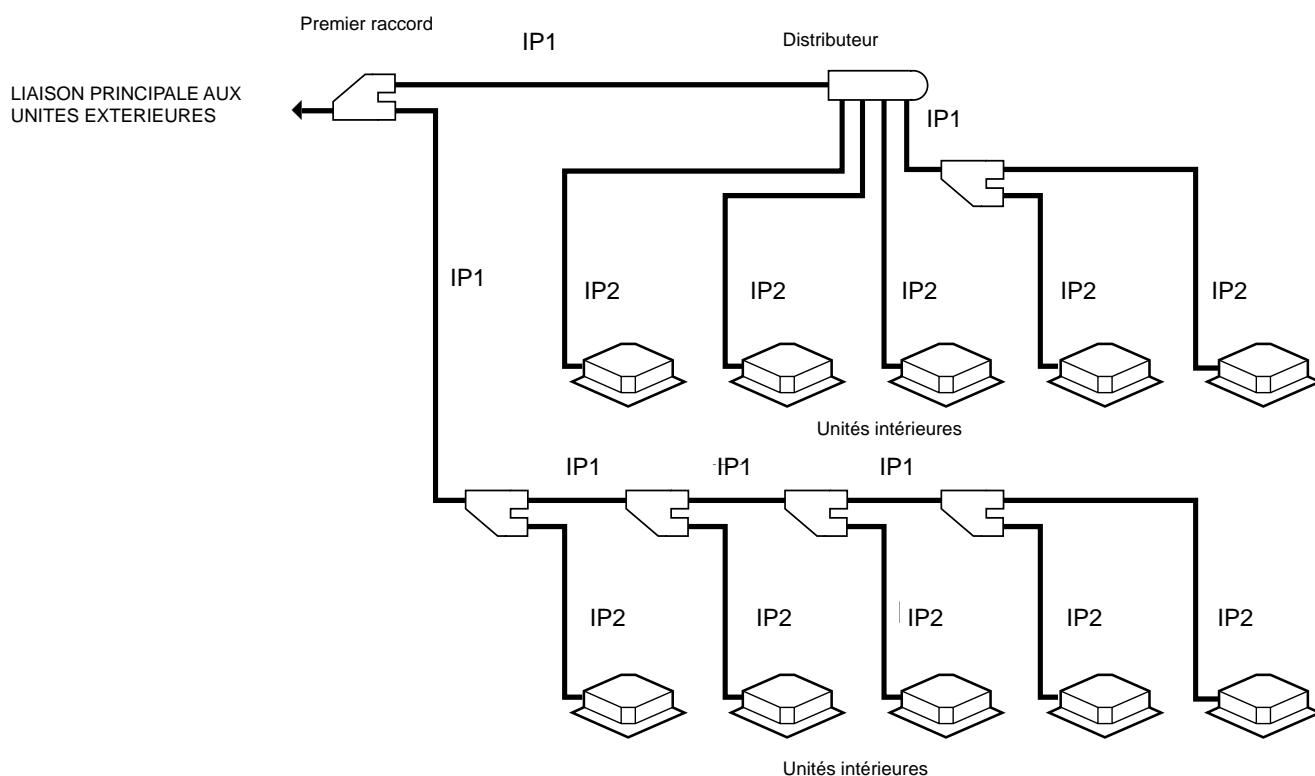 Premier raccord
IP1
Distributeur
LIAISON PRINCIPALE AUX
UNITES EXTERIEURES
IP1
IP1
IP2
IP2
IP2
IP2
IP2
Unités intérieures
IP1
IP1
IP1
IP2
IP2
IP2
IP2
IP2
Unités intérieures